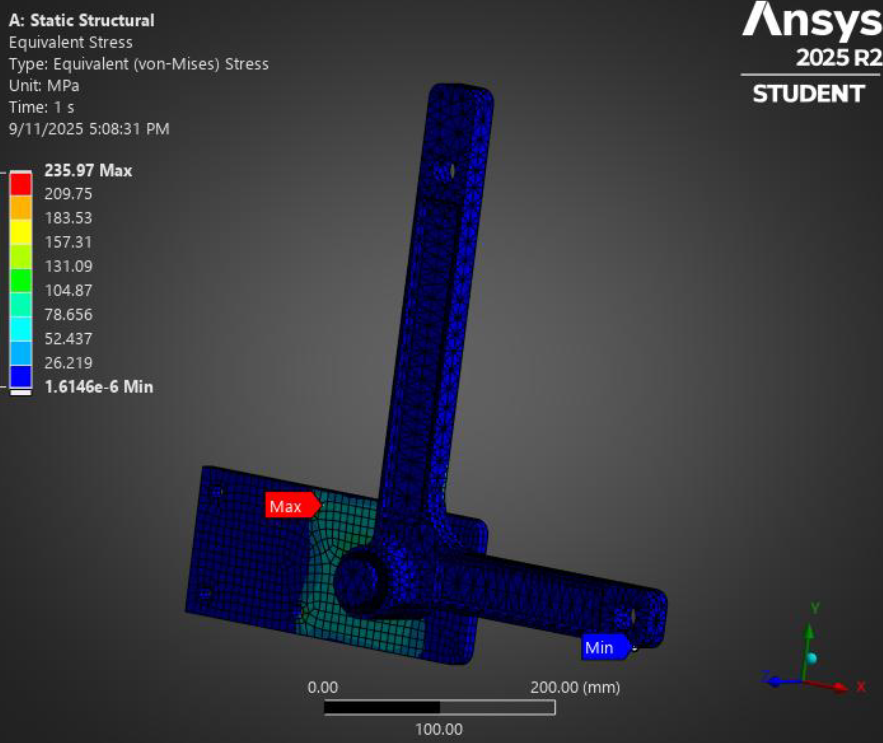 A: Static Structural
Equivalent Stress
Type: Equivalent (von-Mises) Stress
Unit: MPa
Time: 1 s
9/11/2025 5:08:31 PM
235.97 Max
209.75
183.53
157.31
131.09
104.87
78.656
52.437
26.219
1.6146e-6 Min
Ansys
2025 R2
STUDENT
Max
Min
0.00
200.00 (mm)
100.00
Y
Z
X